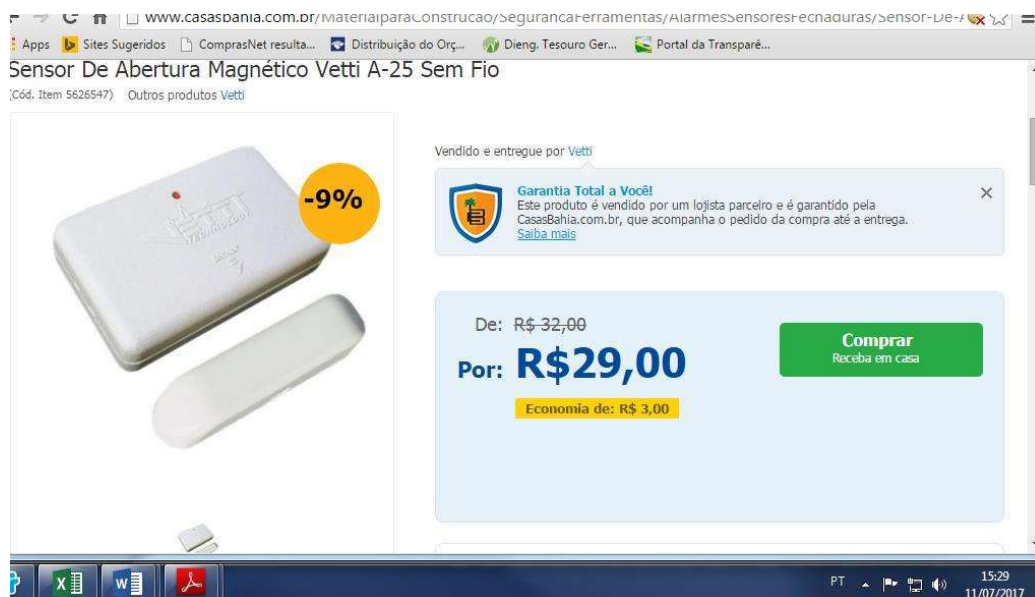 www.casasbahia.com.br/MaterialparaConstrucao/SegurancaFerramentas/AlarmesSensoresFechaduras/Sensor-De-A
Apps Sites Sugeridos ComprasNet resulta... Distribuição do Orç... Dieng. Tesouro Ger... Portal da Transparê...
Sensor De Abertura Magnético Vetti A-25 Sem Fio
(Cód. Item 5626547) Outros produtos Vetti
-9%
Vendido e entregue por Vetti
Garantia Total a Você!
Este produto é vendido por um lojista parceiro e é garantido pela
CasasBahia.com.br, que acompanha o pedido da compra até a entrega.
Saiba mais
De: R$ 32,00
Por: R$29,00
Economia de: R$ 3,00
Comprar
Receba em casa
PT
15:29
11/07/2017